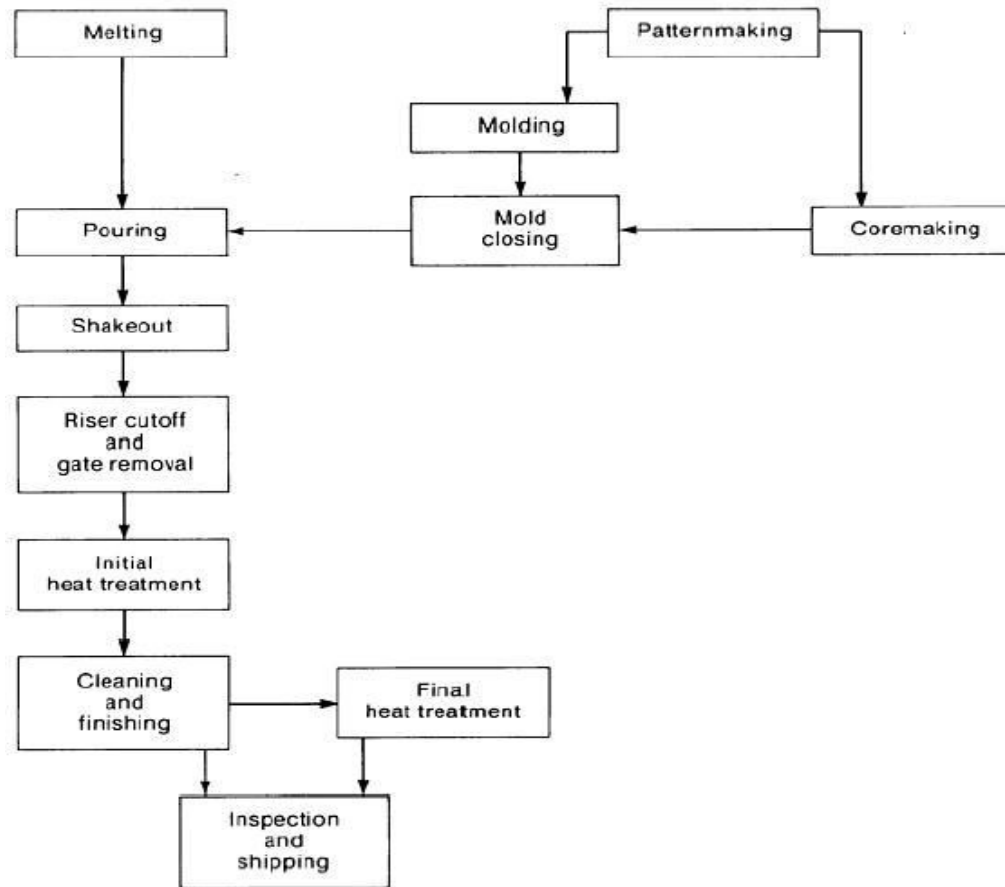 Melting
Patternmaking
Molding
Pouring
Mold
closing
Coremaking
Shakeout
Riser cutoff
and
gate removal
Initial
heat treatment
Cleaning
and
finishing
Final
heat treatment
Inspection
and
shipping